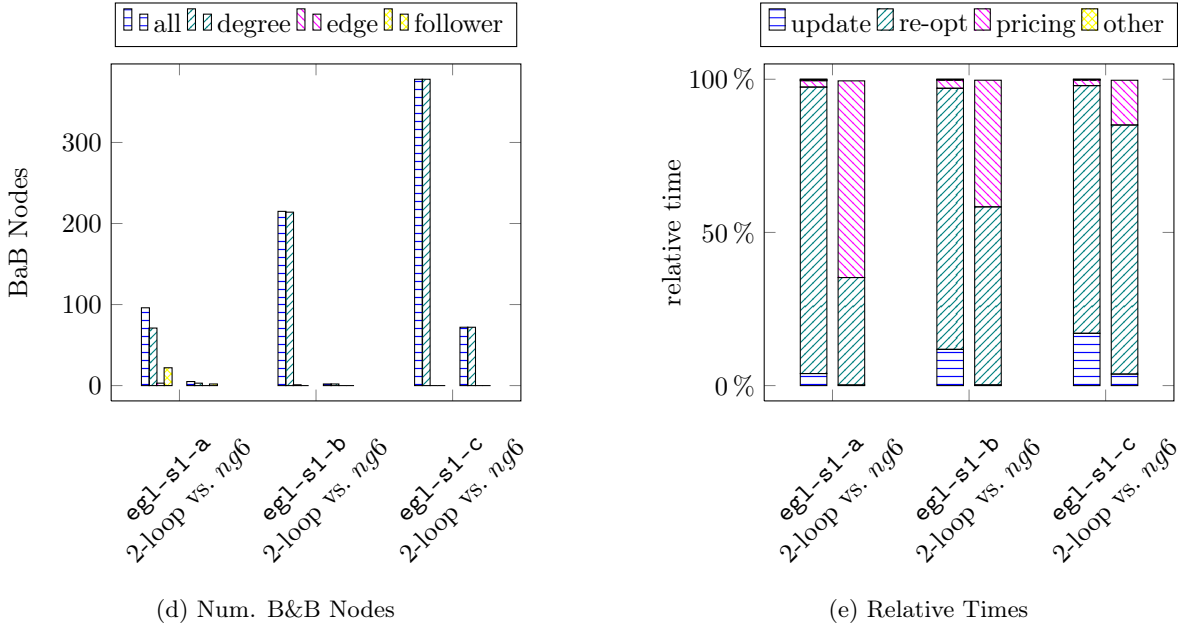 all degree edge follower
300
200
100
0
BaB Nodes
egl-s1-a
2-loop vs. ng6
egl-s1-b
2-loop vs. ng6
egl-s1-c
2-loop vs. ng6
(d) Num. B&B Nodes
update re-opt pricing other
100 %
50 %
0 %
relative time
egl-s1-a
2-loop vs. ng6
egl-s1-b
2-loop vs. ng6
egl-s1-c
2-loop vs. ng6
(e) Relative Times